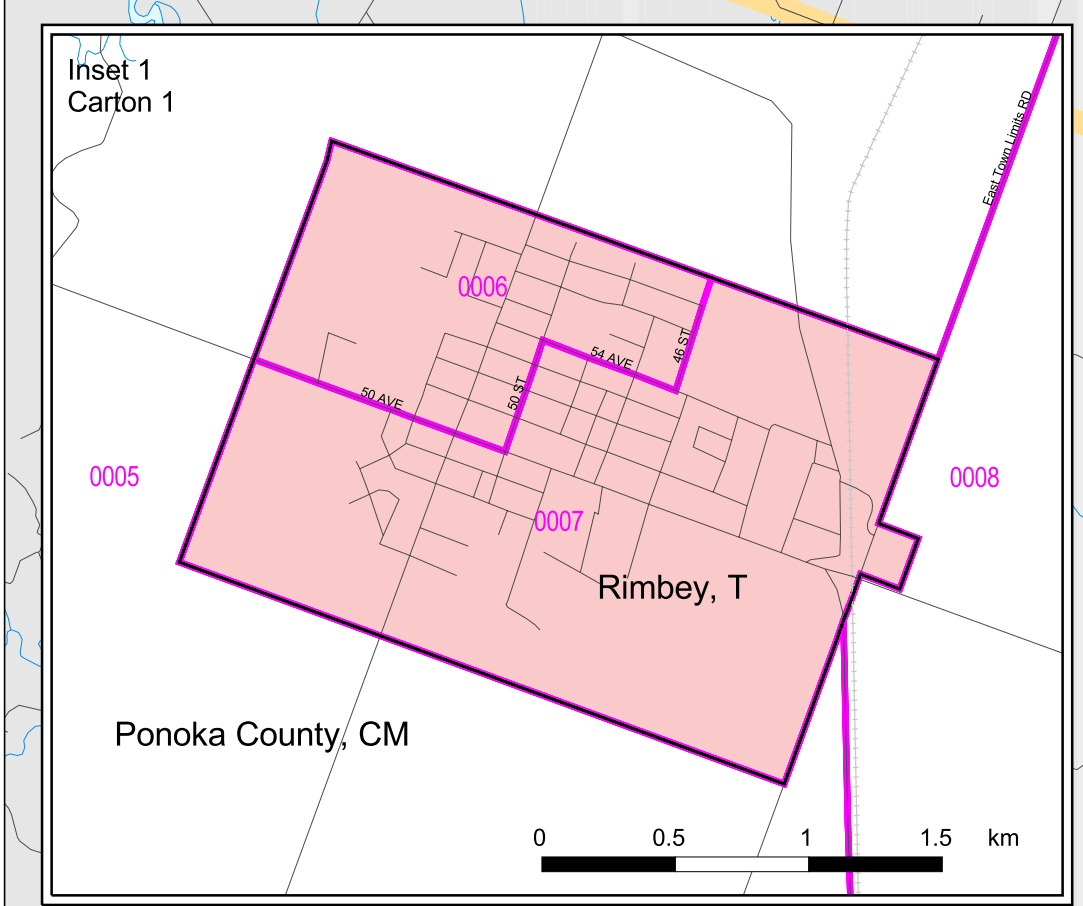 Inset 1
Carton 1
East Town Limits RD
0006
46 ST
54 AVE
50 ST
50 AVE
0005
0008
0007
Rimbey, T
Ponoka County, CM
0 0.5 1 1.5 km